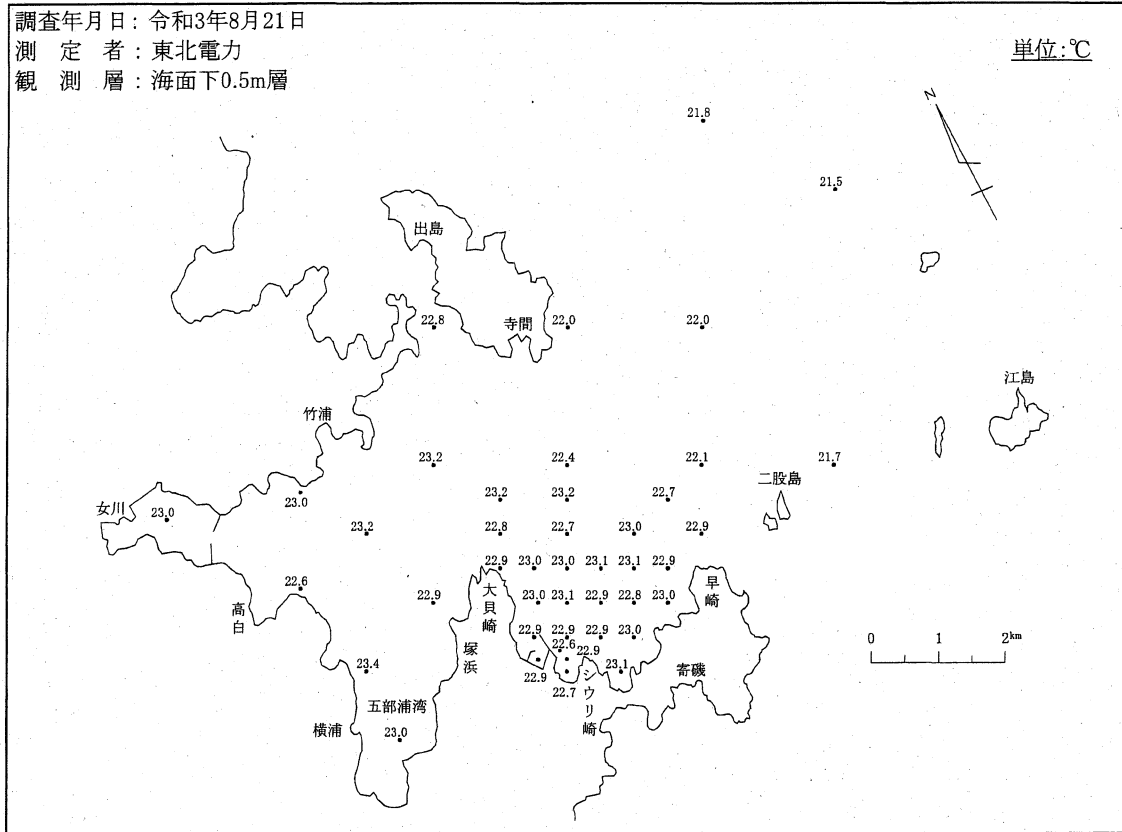 調査年月日：令和3年8月21日
測定者：東北電力
観測層：海面下0.5m層
単位：℃
N
21.8
21.5
出島
寺間
22.8
22.0
22.0
江島
竹浦
23.2
22.4
22.1
21.7
二股島
女川
23.0
23.0
23.2
23.2
22.7
23.2
22.8
22.7
23.0
22.9
22.9
23.0
23.0
23.1
23.1
22.9
22.6
高白
22.9
大貝崎
23.0
23.1
22.9
22.8
23.0
早崎
塚浜
22.9
22.9
22.9
23.0
22.6
22.9
23.4
22.9
22.7
シウリ崎
23.1
寄磯
0 1 2km
五部浦湾
横浦
23.0